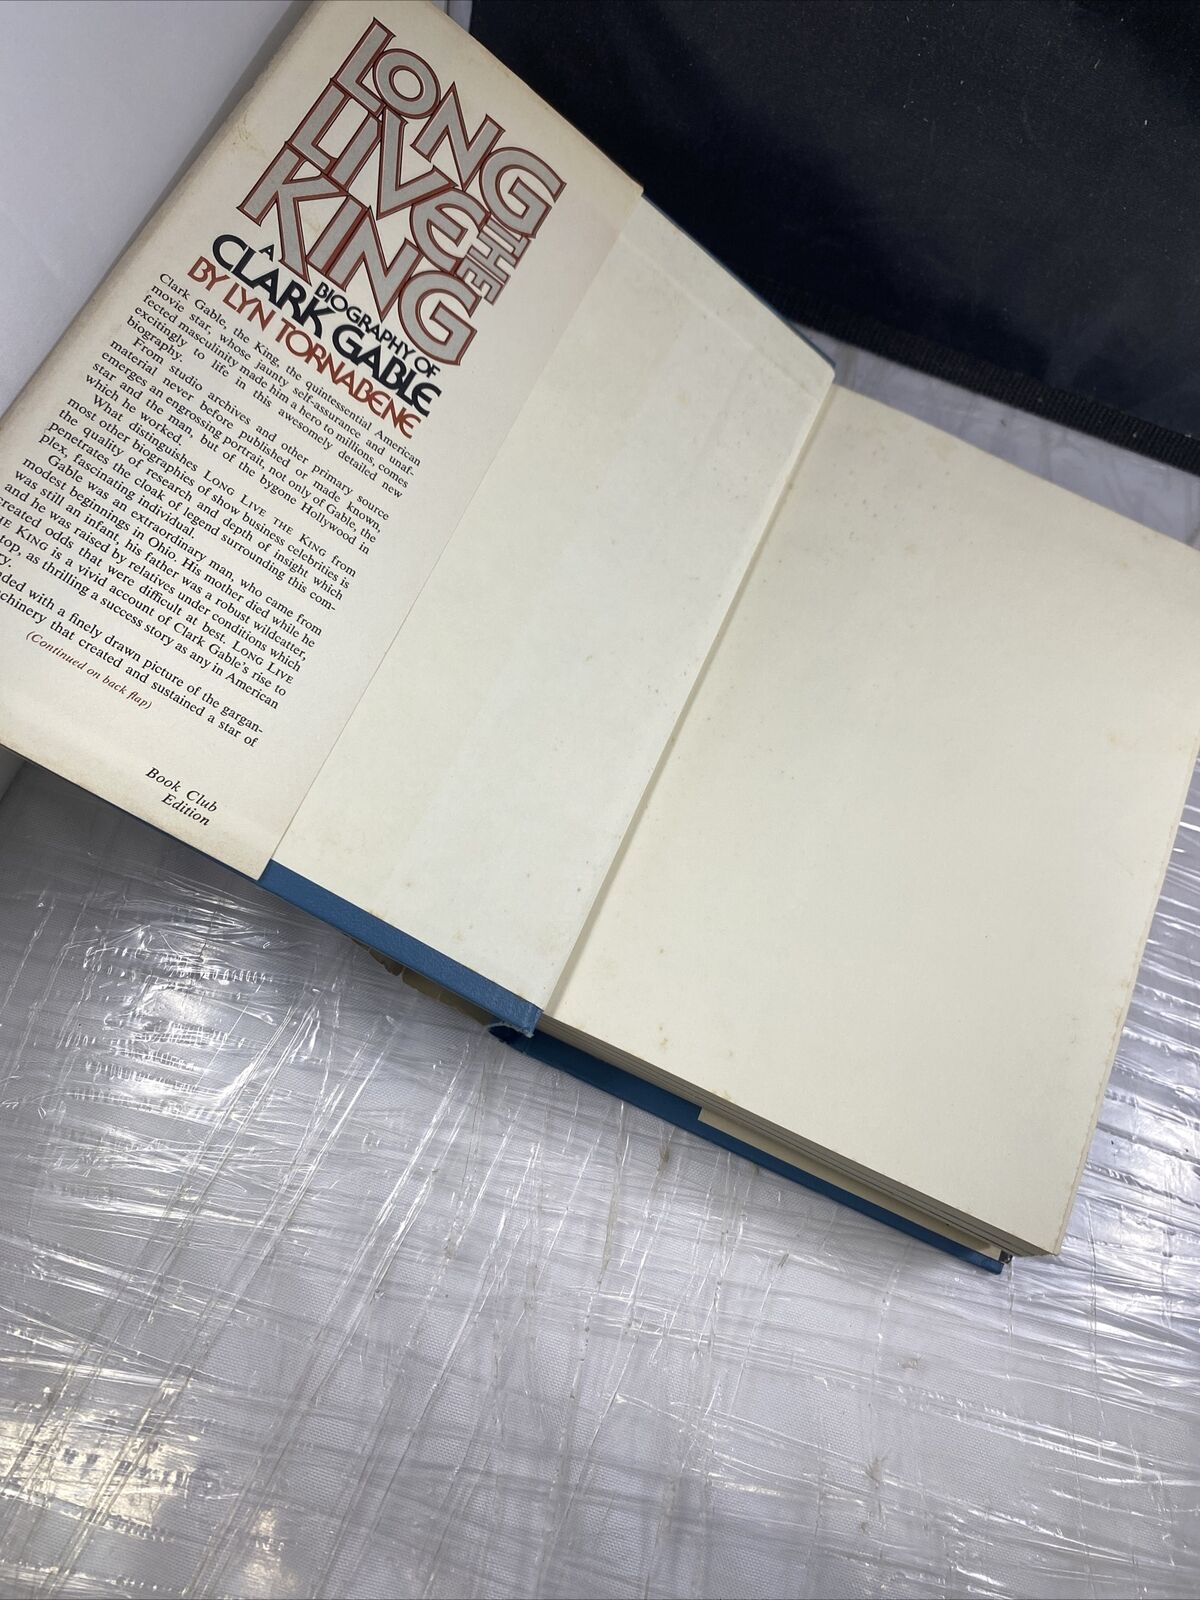 LONG
LIVE THE
KING
A BIOGRAPHY OF
CLARK GABLE
BY LYN TORNABENE
Clark Gable, the King, the quintessential American
movie star, whose jaunty self-assurance and unaf-
fected masculinity made him a hero to millions, comes
excitingly to life in this awesomely detailed new
biography.
From studio archives and other primary source
material never before published or made known,
emerges an engrossing portrait, not only of Gable, the
star and the man, but of the bygone Hollywood in
which he worked.
What distinguishes LONG LIVE THE KING from
most other biographies of show business celebrities is
the quality of research and depth of insight which
penetrates the cloak of legend surrounding this com-
plex, fascinating individual.
Gable was an extraordinary man, who came from
modest beginnings in Ohio. His mother died while he
was still an infant, his father was a robust wildcatter,
and he was raised by relatives under conditions which
created odds that were difficult at best. LONG LIVE
THE KING is a vivid account of Clark Gable's rise to
top, as thrilling a success story as any in American
with a finely drawn picture of the gargan-
that created and sustained a star of
(Continued on back flap)
Book Club
Edition